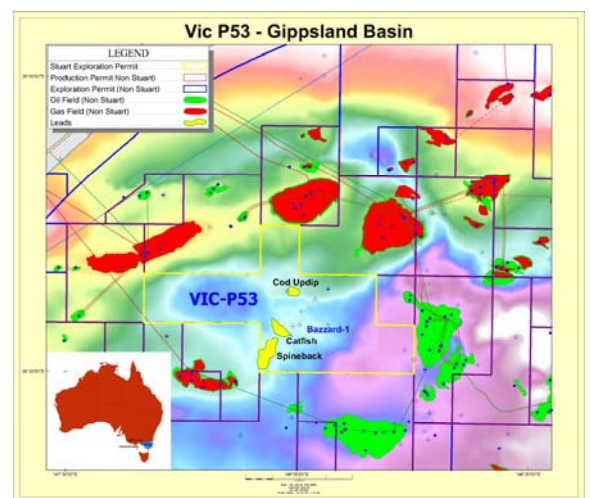 Vic P53 - Gippsland Basin
LEGEND
Stuart Exploration Permit
Production Permit Non Stuart)
Exploration Permit (Non Stuart)
Oil Field (Non Stuart)
Gas Field (Non Stuart)
Leads
Cod Updip
VIC-P53
Bazzard-1
Catfish
Spineback